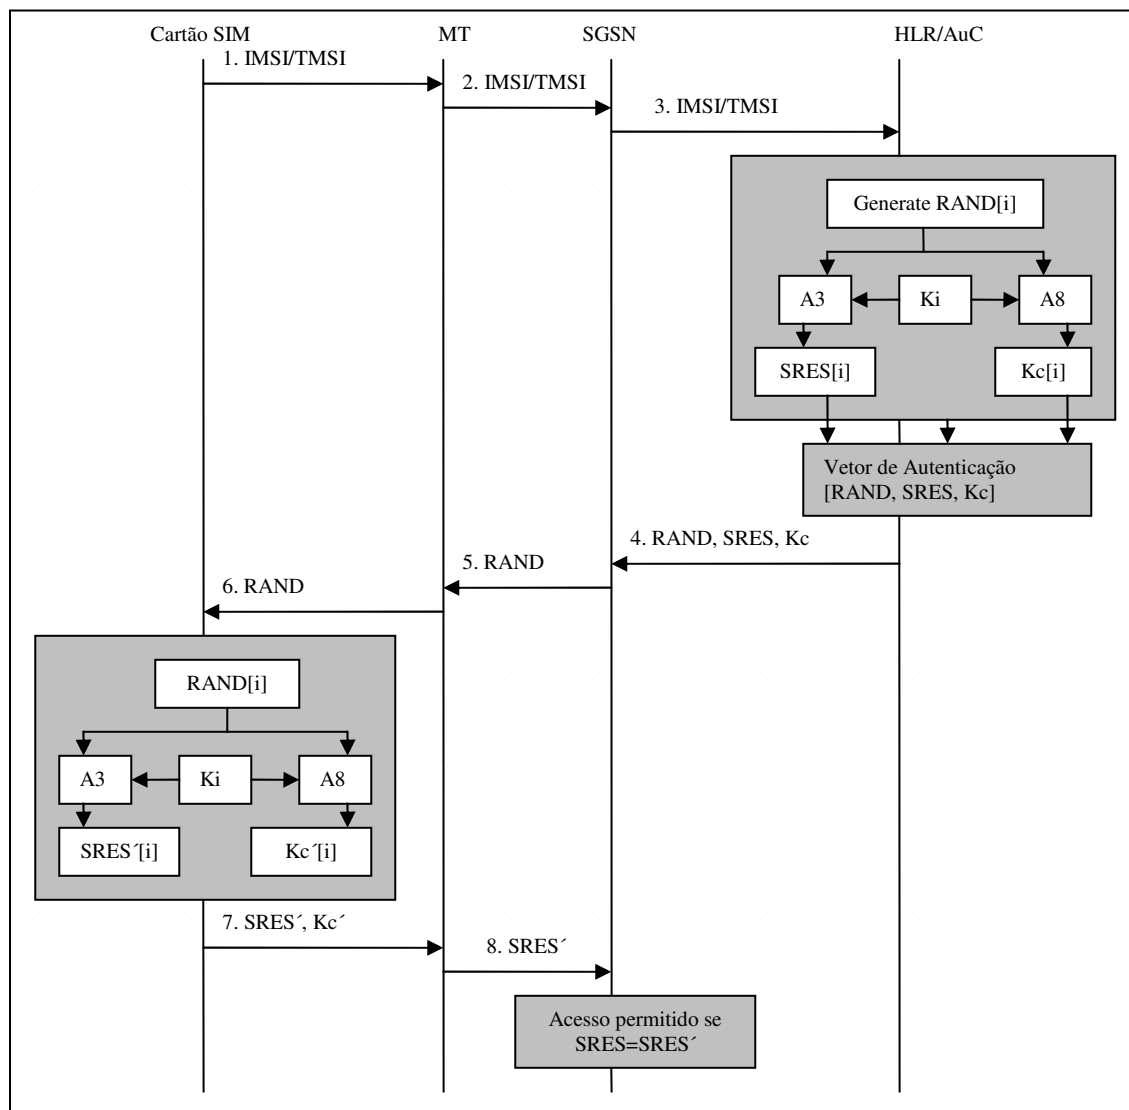 Cartão SIM
MT
SGSN
HLR/AuC
1. IMSI/TMSI
2. IMSI/TMSI
3. IMSI/TMSI
Generate RAND[i]
A3
Ki
A8
SRES[i]
Kc[i]
Vetor de Autenticação
[RAND, SRES, Kc]
4. RAND, SRES, Kc
5. RAND
6. RAND
RAND[i]
A3
Ki
A8
SRES´[i]
Kc´[i]
7. SRES´, Kc´
8. SRES´
Acesso permitido se
SRES=SRES´